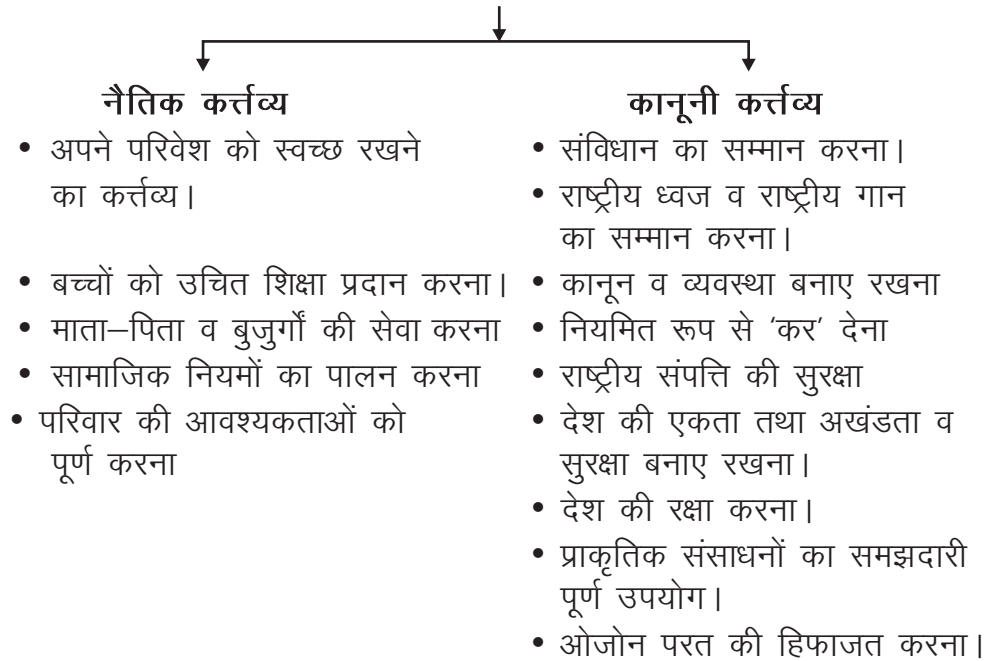 नैतिक कर्त्तव्य
• अपने परिवेश को स्वच्छ रखने
का कर्त्तव्य।
• बच्चों को उचित शिक्षा प्रदान करना।
• माता–पिता व बुजुर्गों की सेवा करना
• सामाजिक नियमों का पालन करना
• परिवार की आवश्यकताओं को
पूर्ण करना
कानूनी कर्त्तव्य
• संविधान का सम्मान करना।
• राष्ट्रीय ध्वज व राष्ट्रीय गान
का सम्मान करना।
• कानून व व्यवस्था बनाए रखना
• नियमित रूप से ‘कर’ देना
• राष्ट्रीय संपत्ति की सुरक्षा
• देश की एकता तथा अखंडता व
सुरक्षा बनाए रखना।
• देश की रक्षा करना।
• प्राकृतिक संसाधनों का समझदारी
पूर्ण उपयोग।
• ओजोन परत की हिफाजत करना।